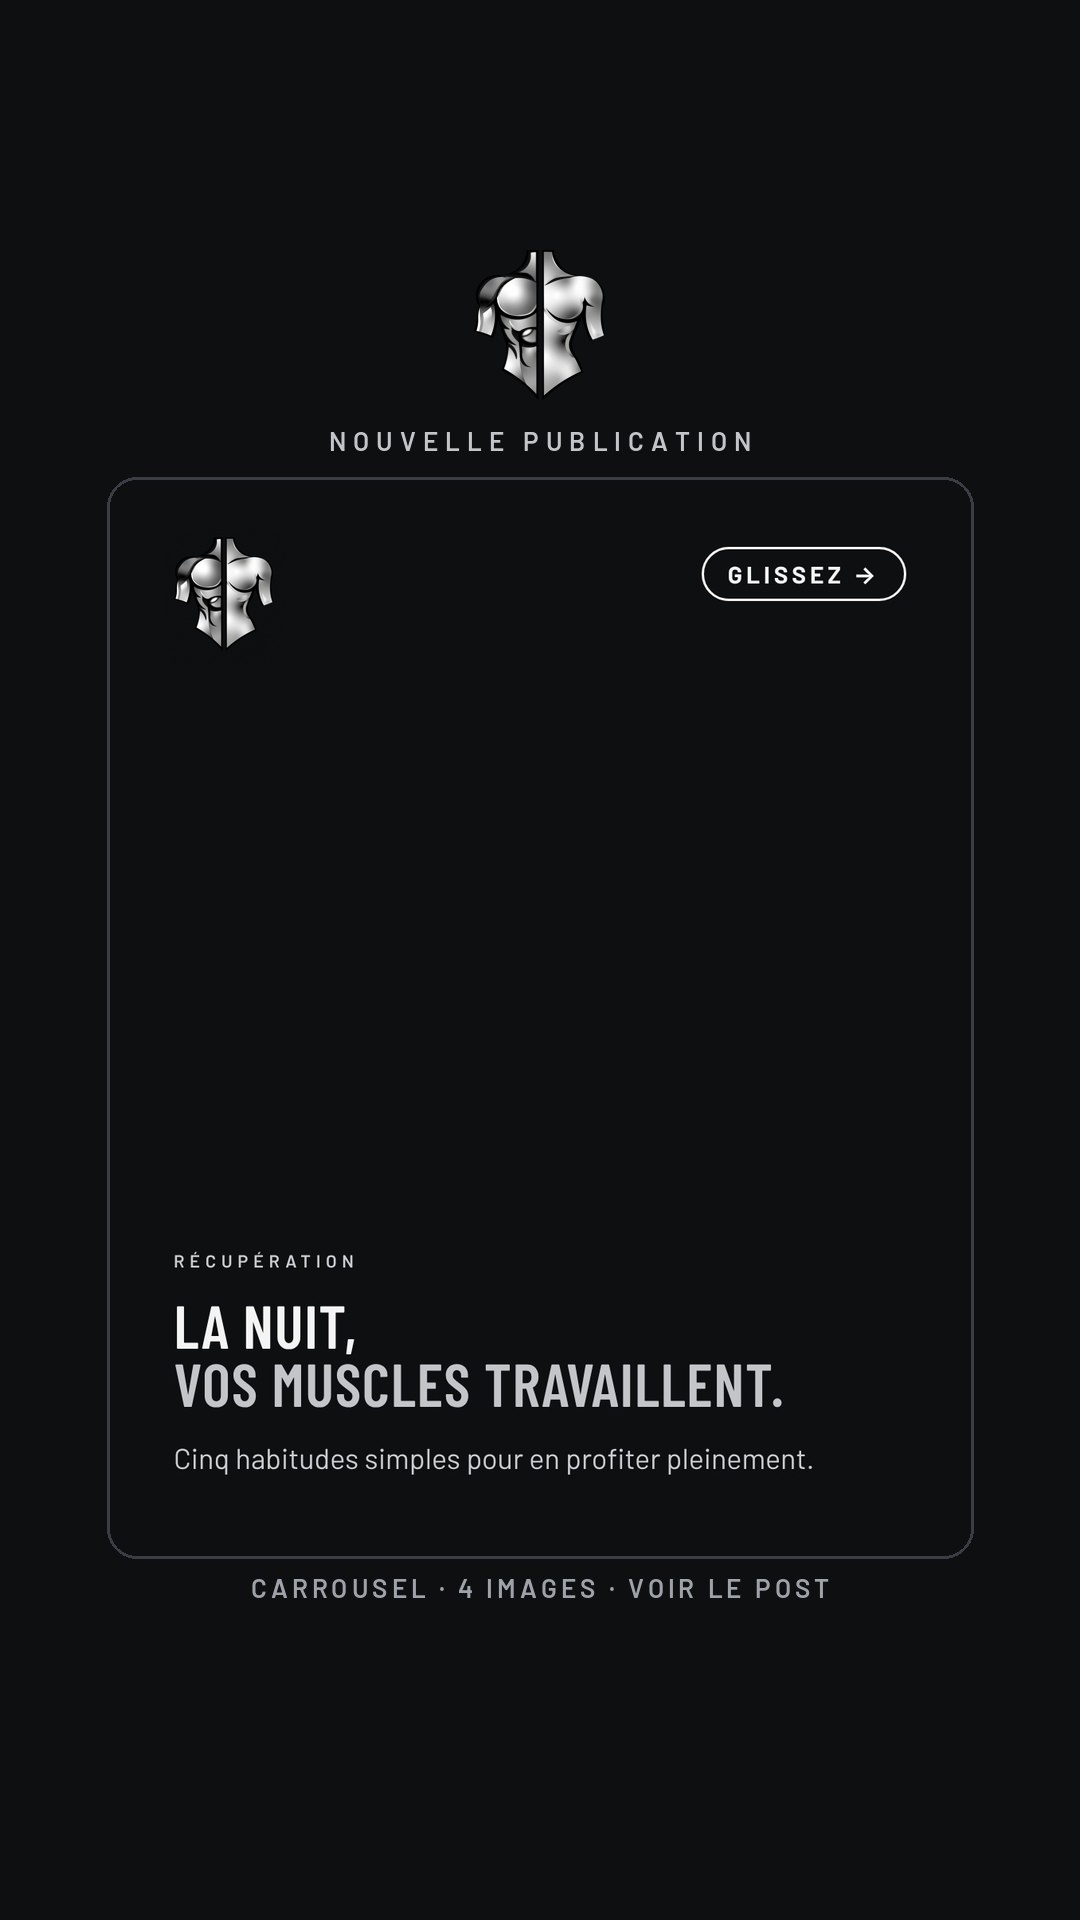 NOUVELLE PUBLICATION
GLISSEZ →
RÉCUPÉRATION
LA NUIT,
VOS MUSCLES TRAVAILLENT.
Cinq habitudes simples pour en profiter pleinement.
CARROUSEL · 4 IMAGES · VOIR LE POST